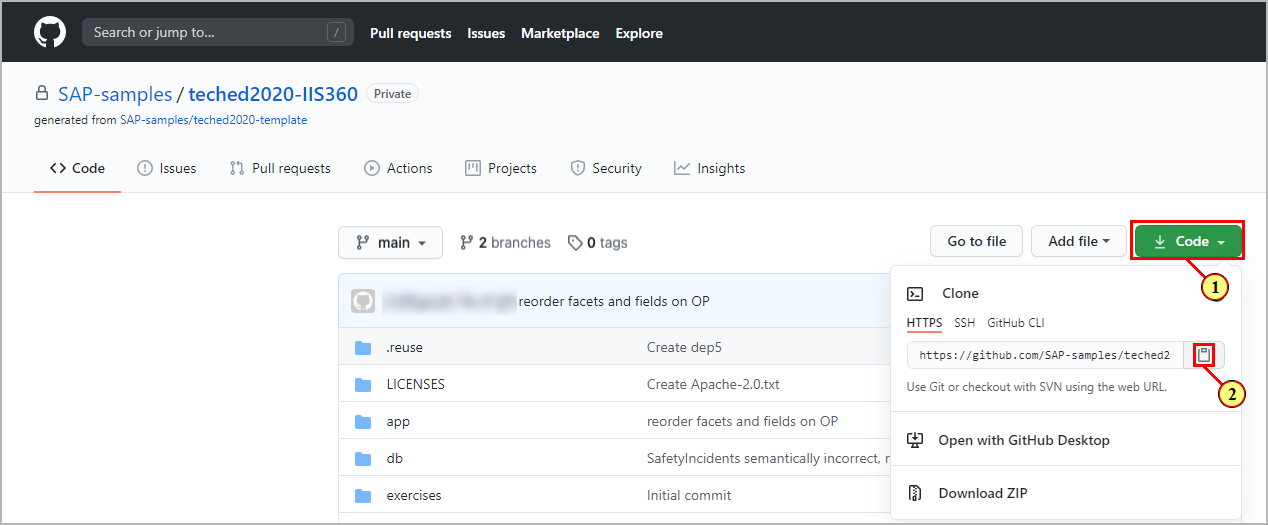 Search or jump to... / Pull requests Issues Marketplace Explore
SAP-samples / teched2020-IIS360 Private
generated from SAP-samples/teched2020-template
Code Issues Pull requests Actions Projects Security Insights
main 2 branches 0 tags Go to file Add file Code
1
reorder facets and fields on OP
.reuse Create dep5
LICENSES Create Apache-2.0.txt
app reorder facets and fields on OP
db SafetyIncidents semantically incorrect,
exercises Initial commit
Clone
HTTPS SSH GitHub CLI
https://github.com/SAP-samples/teched2
2
Use Git or checkout with SVN using the web URL.
Open with GitHub Desktop
Download ZIP